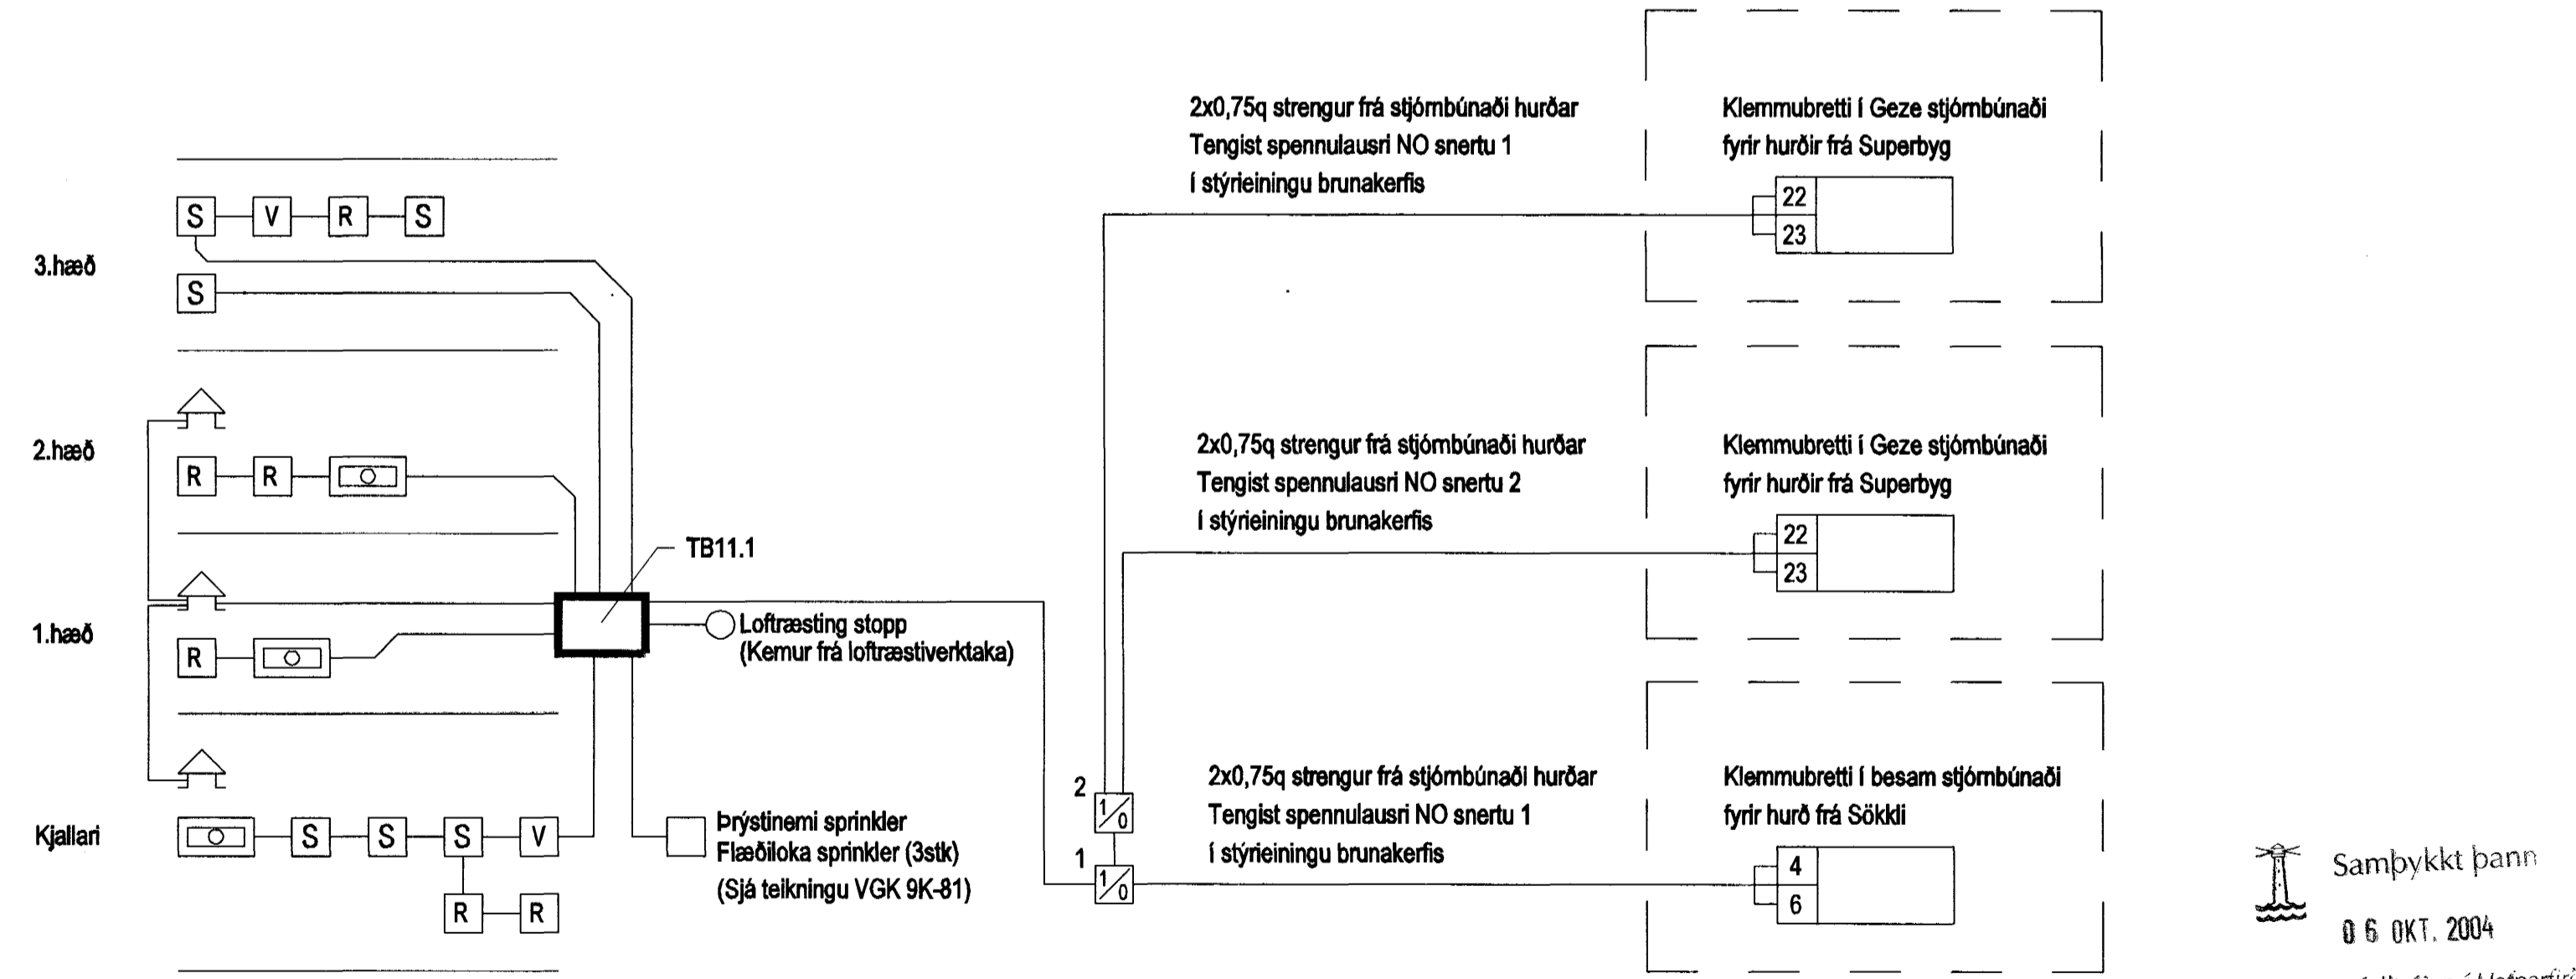 2x0,75q strengur frá stjórnbúnaði hurðar
Tengist spennulausri NO snertu 1
í stýrieiningu brunakerfis
Klemmubretti í Geze stjórnbúnaði
fyrir hurðir frá Superbyg
22
23
3.hæð
S V R S
S
2x0,75q strengur frá stjórnbúnaði hurðar
Tengist spennulausri NO snertu 2
í stýrieiningu brunakerfis
Klemmubretti í Geze stjórnbúnaði
fyrir hurðir frá Superbyg
22
23
2.hæð
R R
TB11.1
1.hæð
R
Loftræsting stopp
(Kemur frá loftræstiverktaka)
2x0,75q strengur frá stjórnbúnaði hurðar
Tengist spennulausri NO snertu 1
í stýrieiningu brunakerfis
Klemmubretti í besam stjórnbúnaði
fyrir hurð frá Sökkli
4
6
2
1/0
1
1/0
Kjallari
S S S V
R R
Þrýstinemi sprinkler
Flæðiloka sprinkler (3stk)
(Sjá teikningu VGK 9K-81)
Samþykkt þann
06 OKT. 2004